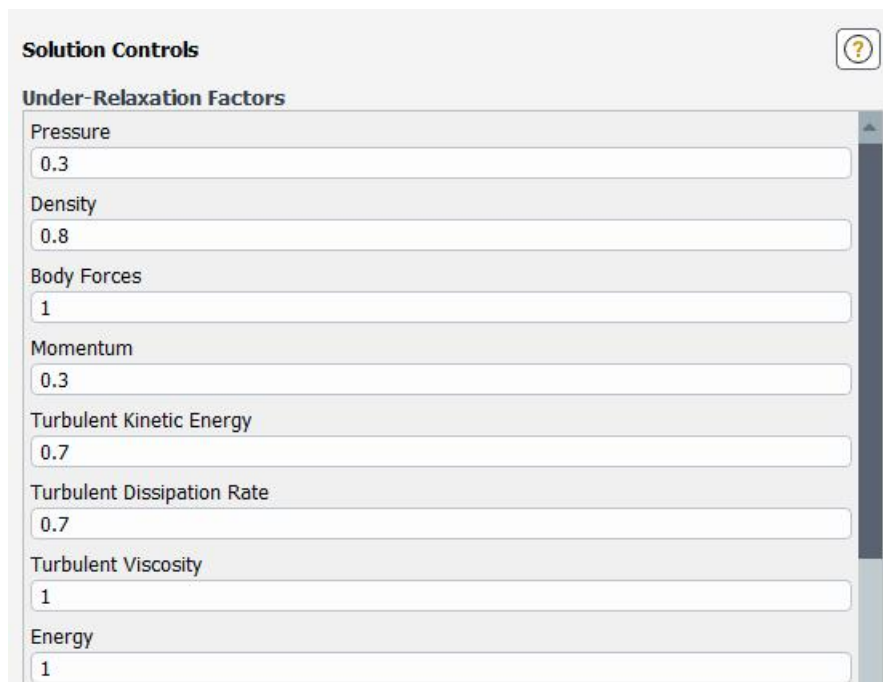 Solution Controls
?
Under-Relaxation Factors
Pressure
0.3
Density
0.8
Body Forces
1
Momentum
0.3
Turbulent Kinetic Energy
0.7
Turbulent Dissipation Rate
0.7
Turbulent Viscosity
1
Energy
1